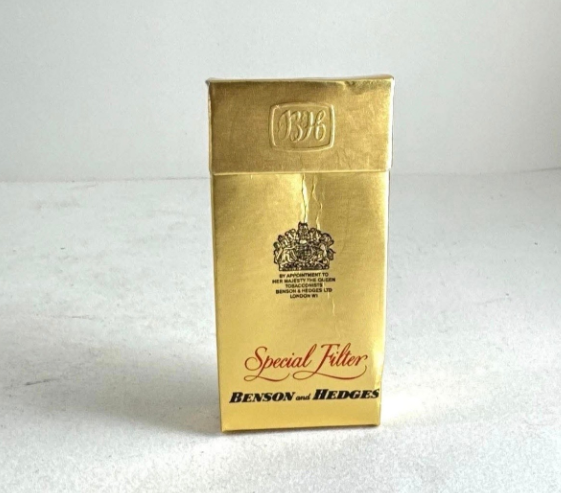 BH
BY APPOINTMENT TO
HER MAJESTY THE QUEEN
TOBACCONISTS
BENSON & HEDGES LTD
LONDON W1
Special Filter
BENSON and HEDGES